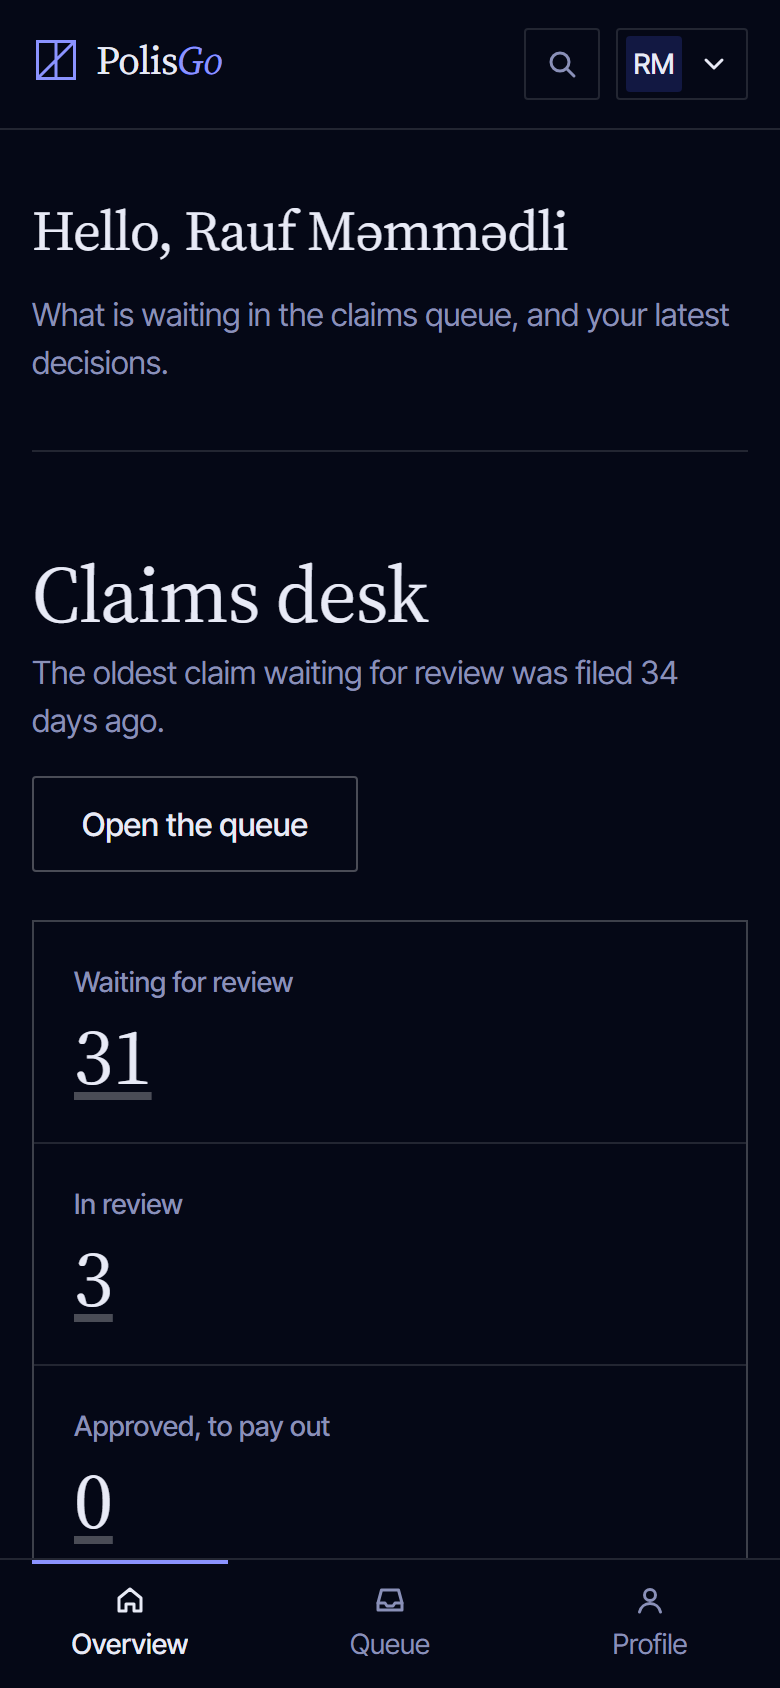 PolisGo
RM
Hello, Rauf Məmmədli
What is waiting in the claims queue, and your latest
decisions.
Claims desk
The oldest claim waiting for review was filed 34
days ago.
Open the queue
Waiting for review
31
In review
3
Approved, to pay out
0
Overview
Queue
Profile